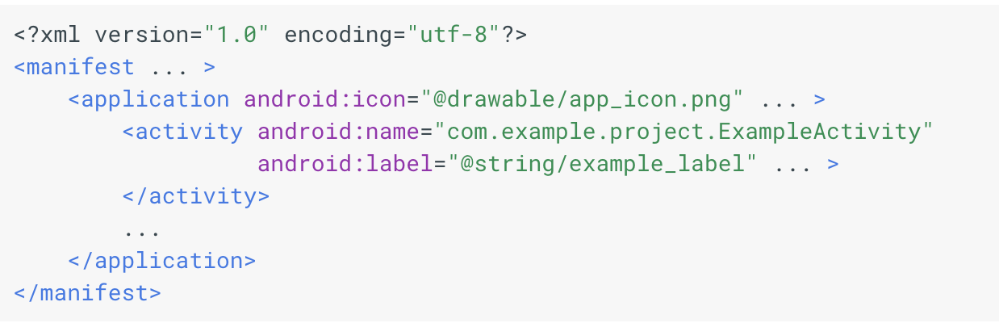 <?xml version="1.0" encoding="utf-8"?>
<manifest ... >
    <application android:icon="@drawable/app_icon.png" ... >
        <activity android:name="com.example.project.ExampleActivity"
                  android:label="@string/example_label" ... >
        </activity>
        ...
    </application>
</manifest>